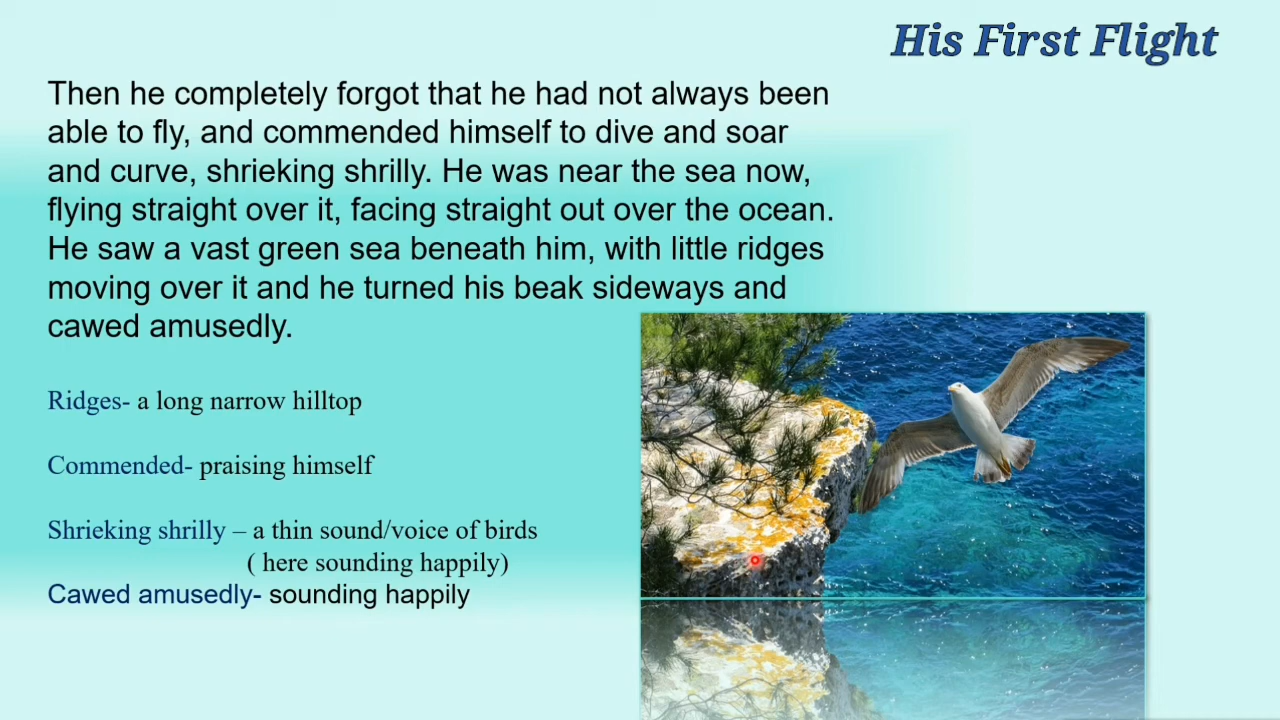 His First Flight
Then he completely forgot that he had not always been
able to fly, and commended himself to dive and soar
and curve, shrieking shrilly. He was near the sea now,
flying straight over it, facing straight out over the ocean.
He saw a vast green sea beneath him, with little ridges
moving over it and he turned his beak sideways and
cawed amusedly.
Ridges- a long narrow hilltop
Commended- praising himself
Shrieking shrilly – a thin sound/voice of birds
( here sounding happily)
Cawed amusedly- sounding happily